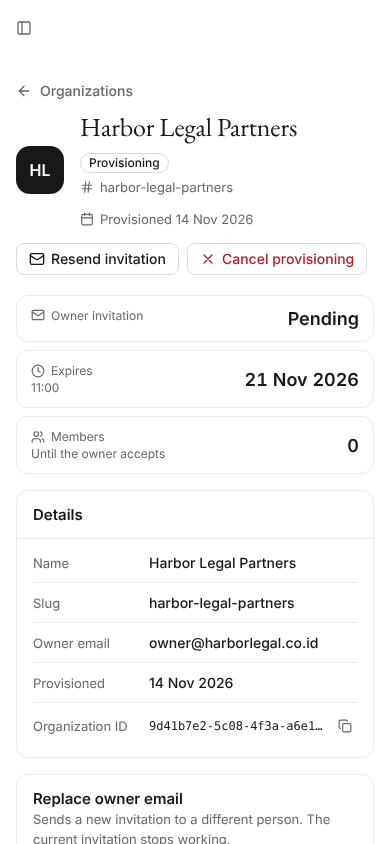 Organizations
Harbor Legal Partners
HL
Provisioning
# harbor-legal-partners
Provisioned 14 Nov 2026
Resend invitation
Cancel provisioning
Owner invitation
Pending
Expires
11:00
21 Nov 2026
Members
Until the owner accepts
0
Details
Name Harbor Legal Partners
Slug harbor-legal-partners
Owner email owner@harborlegal.co.id
Provisioned 14 Nov 2026
Organization ID 9d41b7e2-5c08-4f3a-a6e1…
Replace owner email
Sends a new invitation to a different person. The
current invitation stops working.